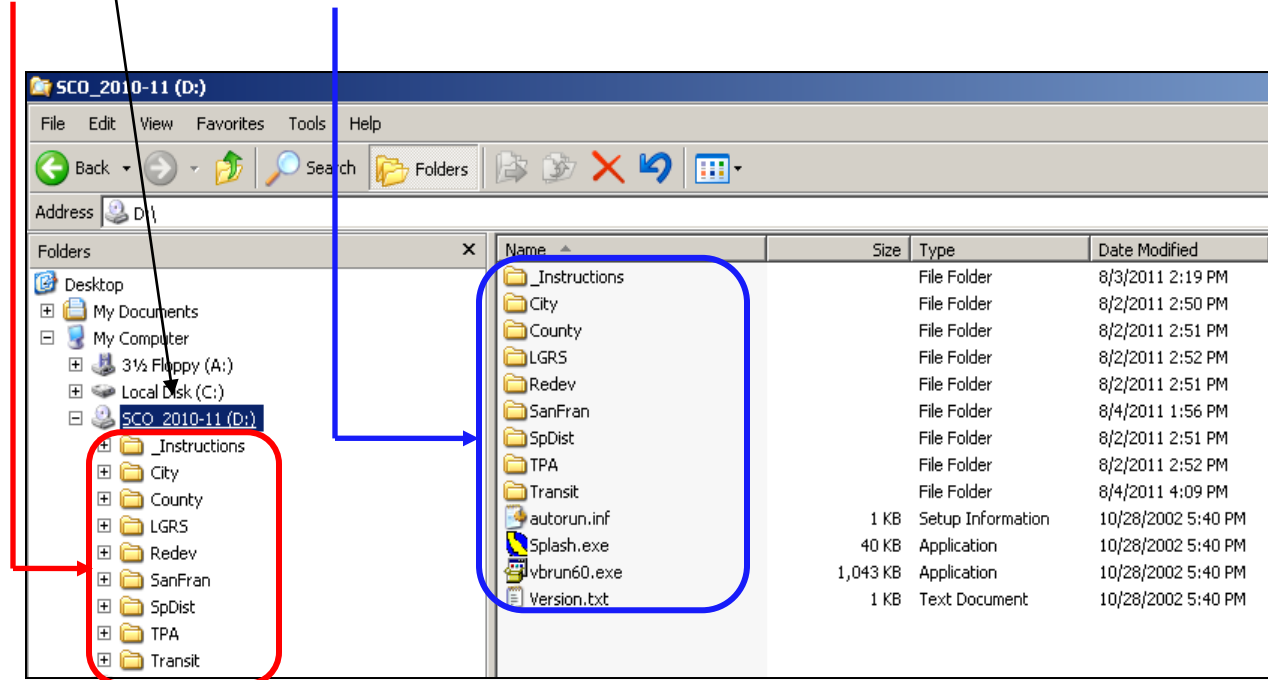 SCO_2010-11 (D:)
File Edit View Favorites Tools Help
Back Search Folders
Address D:\
Folders x
Desktop
My Documents
My Computer
3½ Floppy (A:)
Local Disk (C:)
SCO_2010-11 (D:)
_Instructions
City
County
LGRS
Redev
SanFran
SpDist
TPA
Transit
Name Size Type Date Modified
_Instructions File Folder 8/3/2011 2:19 PM
City File Folder 8/2/2011 2:50 PM
County File Folder 8/2/2011 2:51 PM
LGRS File Folder 8/2/2011 2:52 PM
Redev File Folder 8/2/2011 2:51 PM
SanFran File Folder 8/4/2011 1:56 PM
SpDist File Folder 8/2/2011 2:51 PM
TPA File Folder 8/2/2011 2:52 PM
Transit File Folder 8/4/2011 4:09 PM
autorun.inf 1 KB Setup Information 10/28/2002 5:40 PM
Splash.exe 40 KB Application 10/28/2002 5:40 PM
vbrun60.exe 1,043 KB Application 10/28/2002 5:40 PM
Version.txt 1 KB Text Document 10/28/2002 5:40 PM